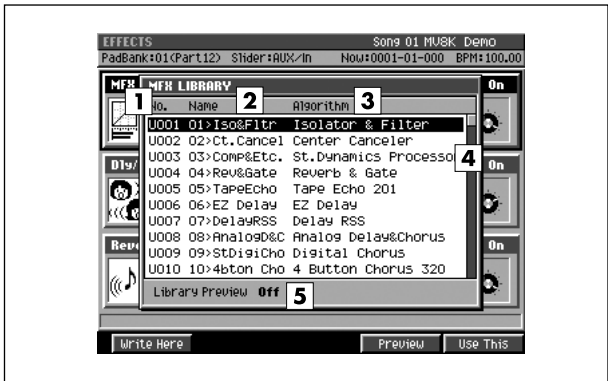 EFFECTS Song 01 MV8K Demo
PadBank:01(Part12) Slider:AUX/In Now:0001-01-000 BPM:100.00
MFX MFX LIBRARY On
1 2 3
No. Name Algorithm
U001 01>Iso&Fltr Isolator & Filter
U002 02>Ct.Cancel Center Canceler
U003 03>Comp&Etc. St.Dynamics Processo
4
U004 04>Rev&Gate Reverb & Gate
Dly/ On
U005 05>TapeEcho Tape Echo 201
U006 06>EZ Delay EZ Delay
U007 07>DelayRSS Delay RSS
U008 08>AnalogD&C Analog Delay&Chorus
Reve On
U009 09>StDigiCho Digital Chorus
U010 10>4bton Cho 4 Button Chorus 320
Library Preview Off 5
Write Here Preview Use This